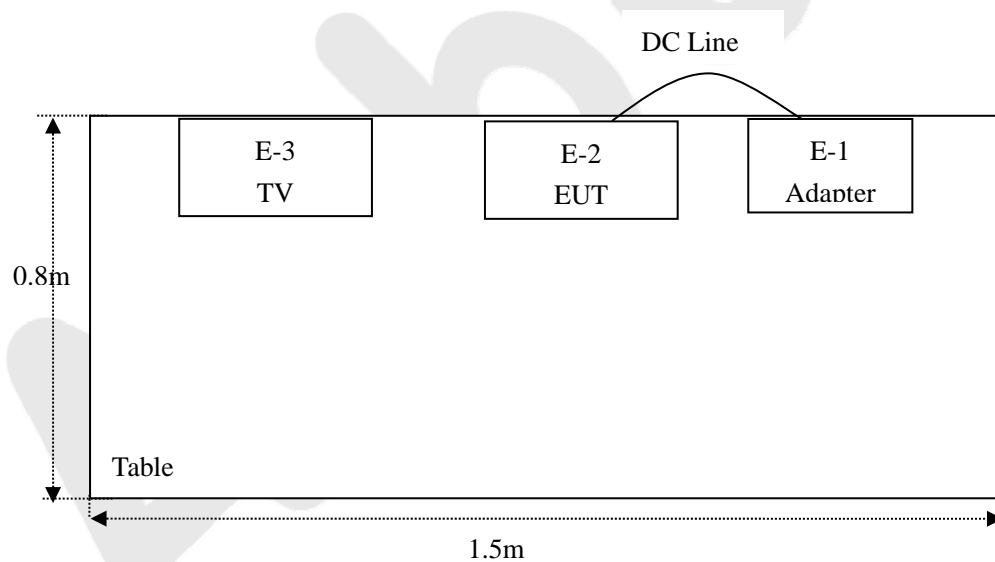 DC Line
E-3
TV
E-2
EUT
E-1
Adapter
0.8m
Table
1.5m